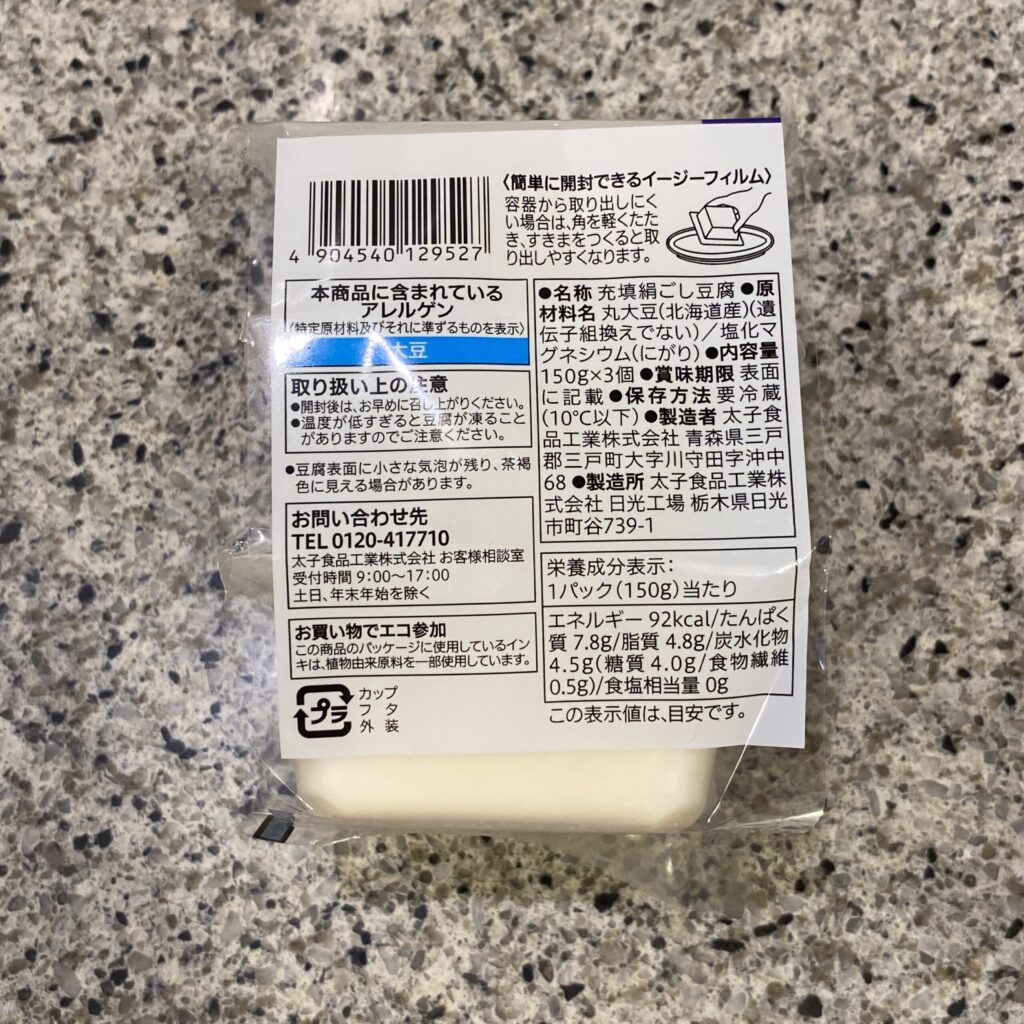 4 904540 129527
〈簡単に開封できるイージーフィルム〉
容器から取り出しにく
い場合は、角を軽くたた
き、すきまをつくると取
り出しやすくなります。
本商品に含まれている
アレルゲン
〈特定原材料及びそれに準ずるものを表示〉
大豆
取り扱い上の注意
●開封後は、お早めに召し上がりください。
●温度が低すぎると豆腐が凍ること
がありますのでご注意ください。
●豆腐表面に小さな気泡が残り、茶褐
色に見える場合があります。
お問い合わせ先
TEL 0120-417710
太子食品工業株式会社 お客様相談室
受付時間 9:00〜17:00
土日、年末年始を除く
お買い物でエコ参加
この商品のパッケージに使用しているイン
キは、植物由来原料を一部使用しています。
プラ
カップ
フタ
外装
●名称 充填絹ごし豆腐 ●原
材料名 丸大豆(北海道産)(遺
伝子組換えでない)／塩化マ
グネシウム(にがり) ●内容量
150g×3個 ●賞味期限 表面
に記載 ●保存方法 要冷蔵
(10℃以下) ●製造者 太子食
品工業株式会社 青森県三戸
郡三戸町大字川守田字沖中
68 ●製造所 太子食品工業株
式会社 日光工場 栃木県日光
市町谷739-1
栄養成分表示：
1パック(150g)当たり
エネルギー 92kcal/たんぱく
質 7.8g/脂質 4.8g/炭水化物
4.5g(糖質 4.0g/食物繊維
0.5g)/食塩相当量 0g
この表示値は、目安です。